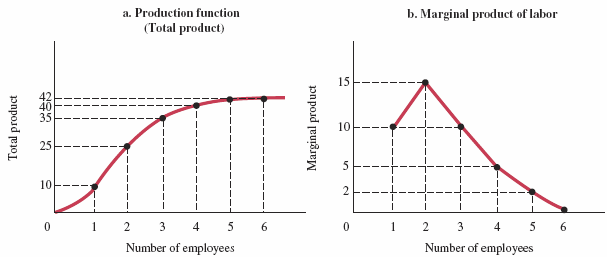 a. Production function
(Total product)
Total product
42
40
35
25
10
0 1 2 3 4 5 6
Number of employees
b. Marginal product of labor
Marginal product
15
10
5
2
0 1 2 3 4 5 6
Number of employees